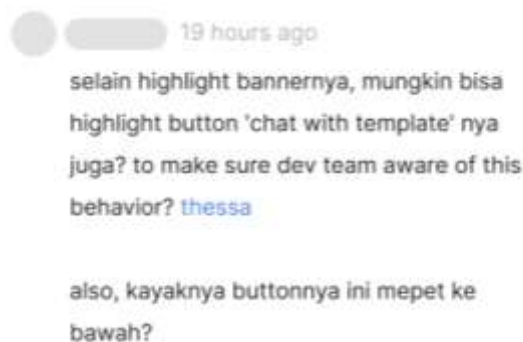 19 hours ago
selain highlight bannernya, mungkin bisa
highlight button 'chat with template' nya
juga? to make sure dev team aware of this
behavior? thessa
also, kayaknya buttonnya ini mepet ke
bawah?